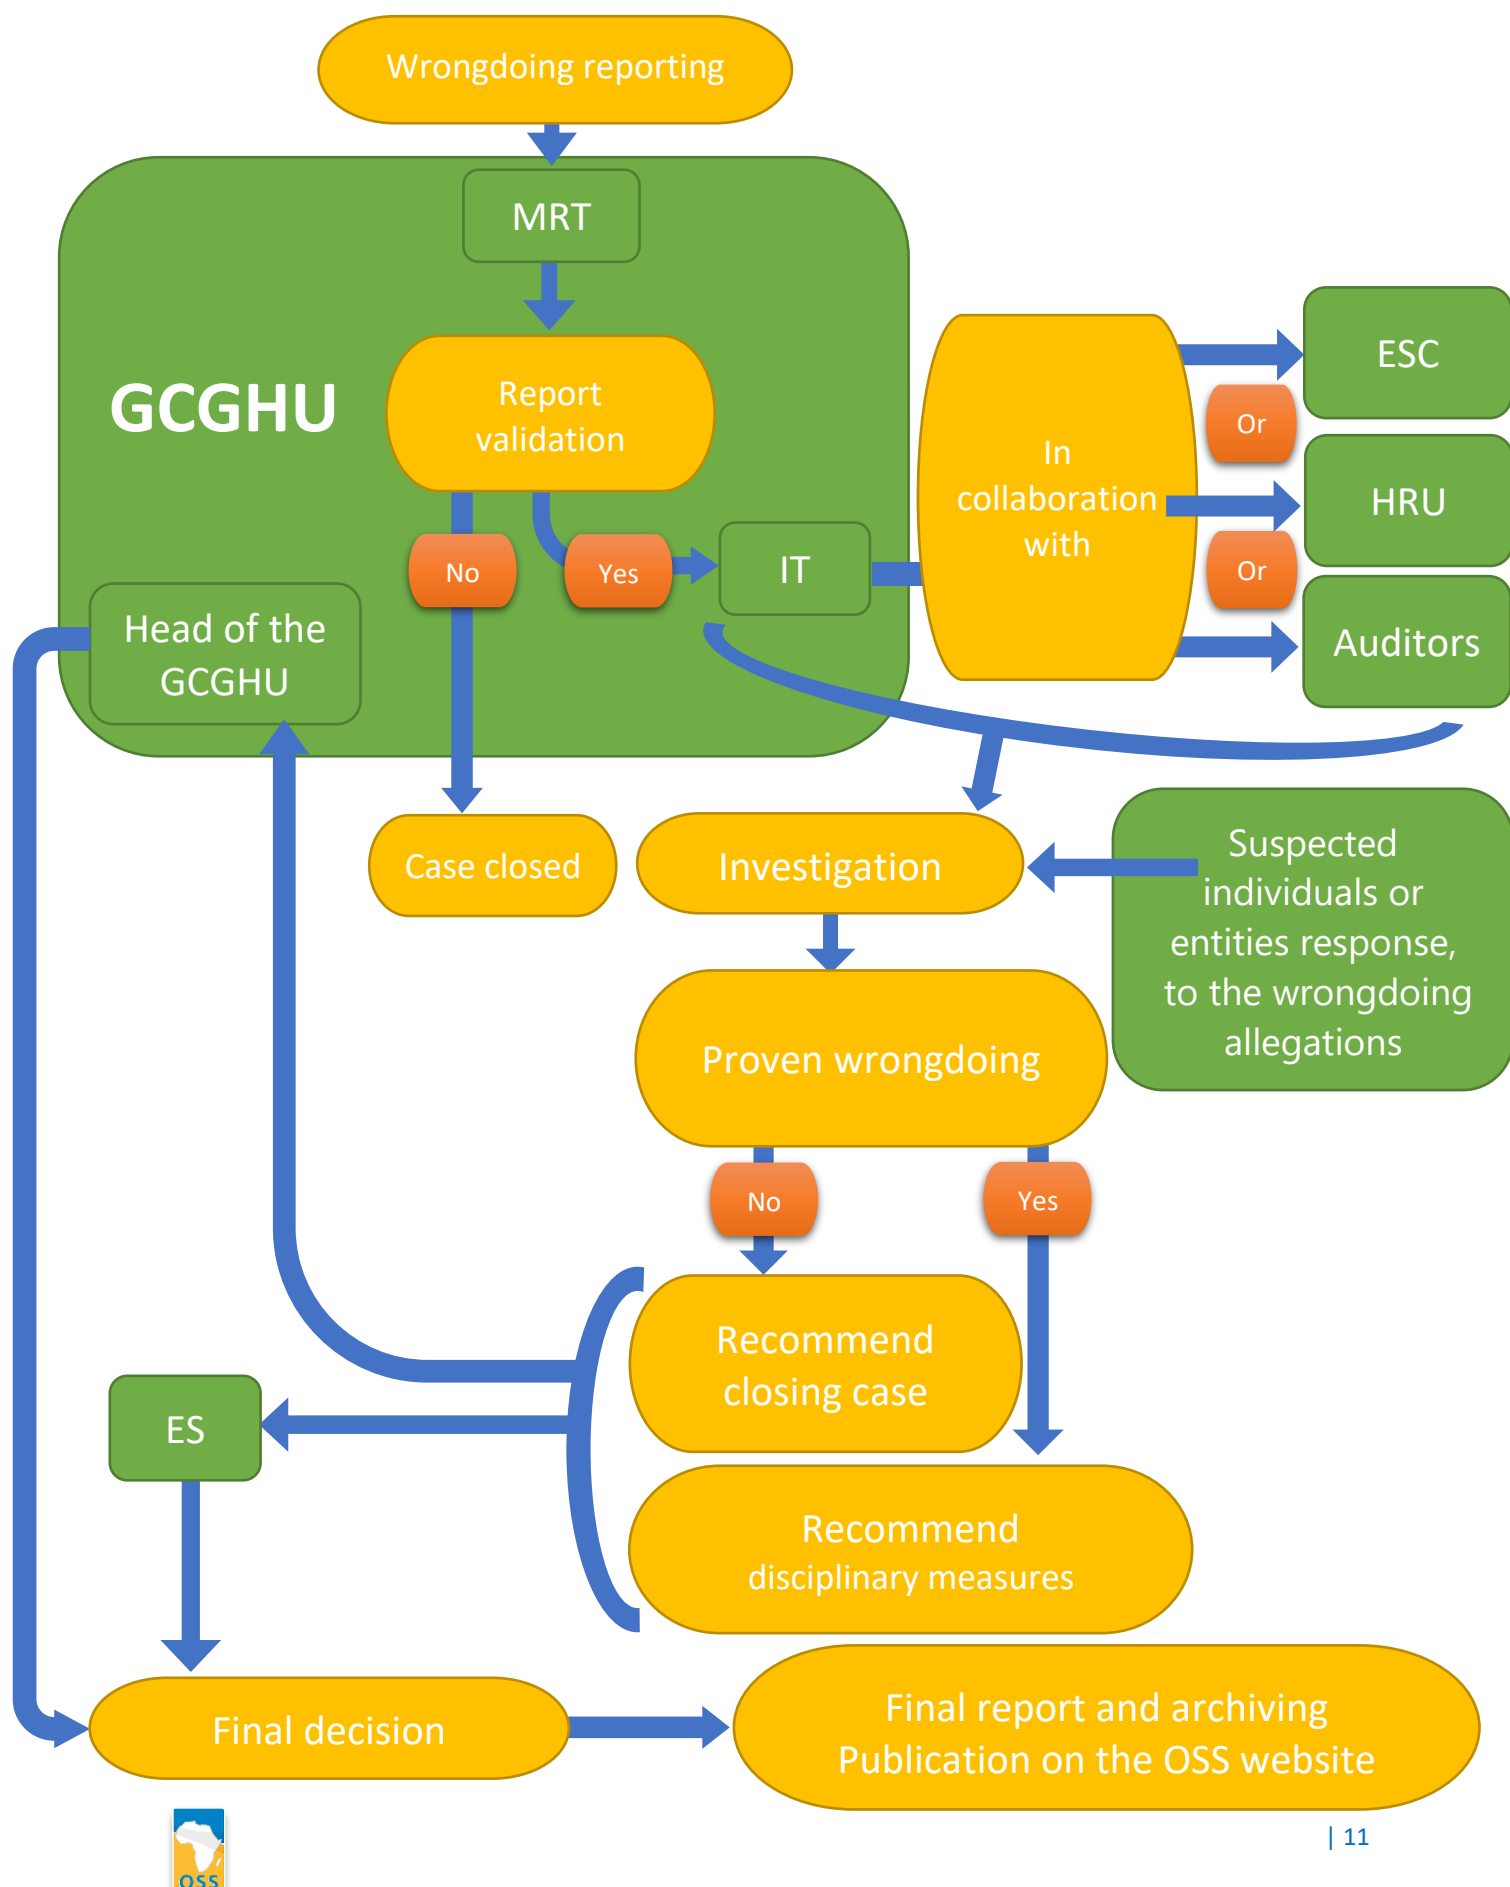 Wrongdoing reporting
MRT
GCGHU
Report
validation
No
Yes
IT
Head of the
GCGHU
In
collaboration
with
ESC
Or
HRU
Or
Auditors
Case closed
Investigation
Suspected
individuals or
entities response,
to the wrongdoing
allegations
Proven wrongdoing
No
Yes
Recommend
closing case
ES
Recommend
disciplinary measures
Final decision
Final report and archiving
Publication on the OSS website
| 11
OSS